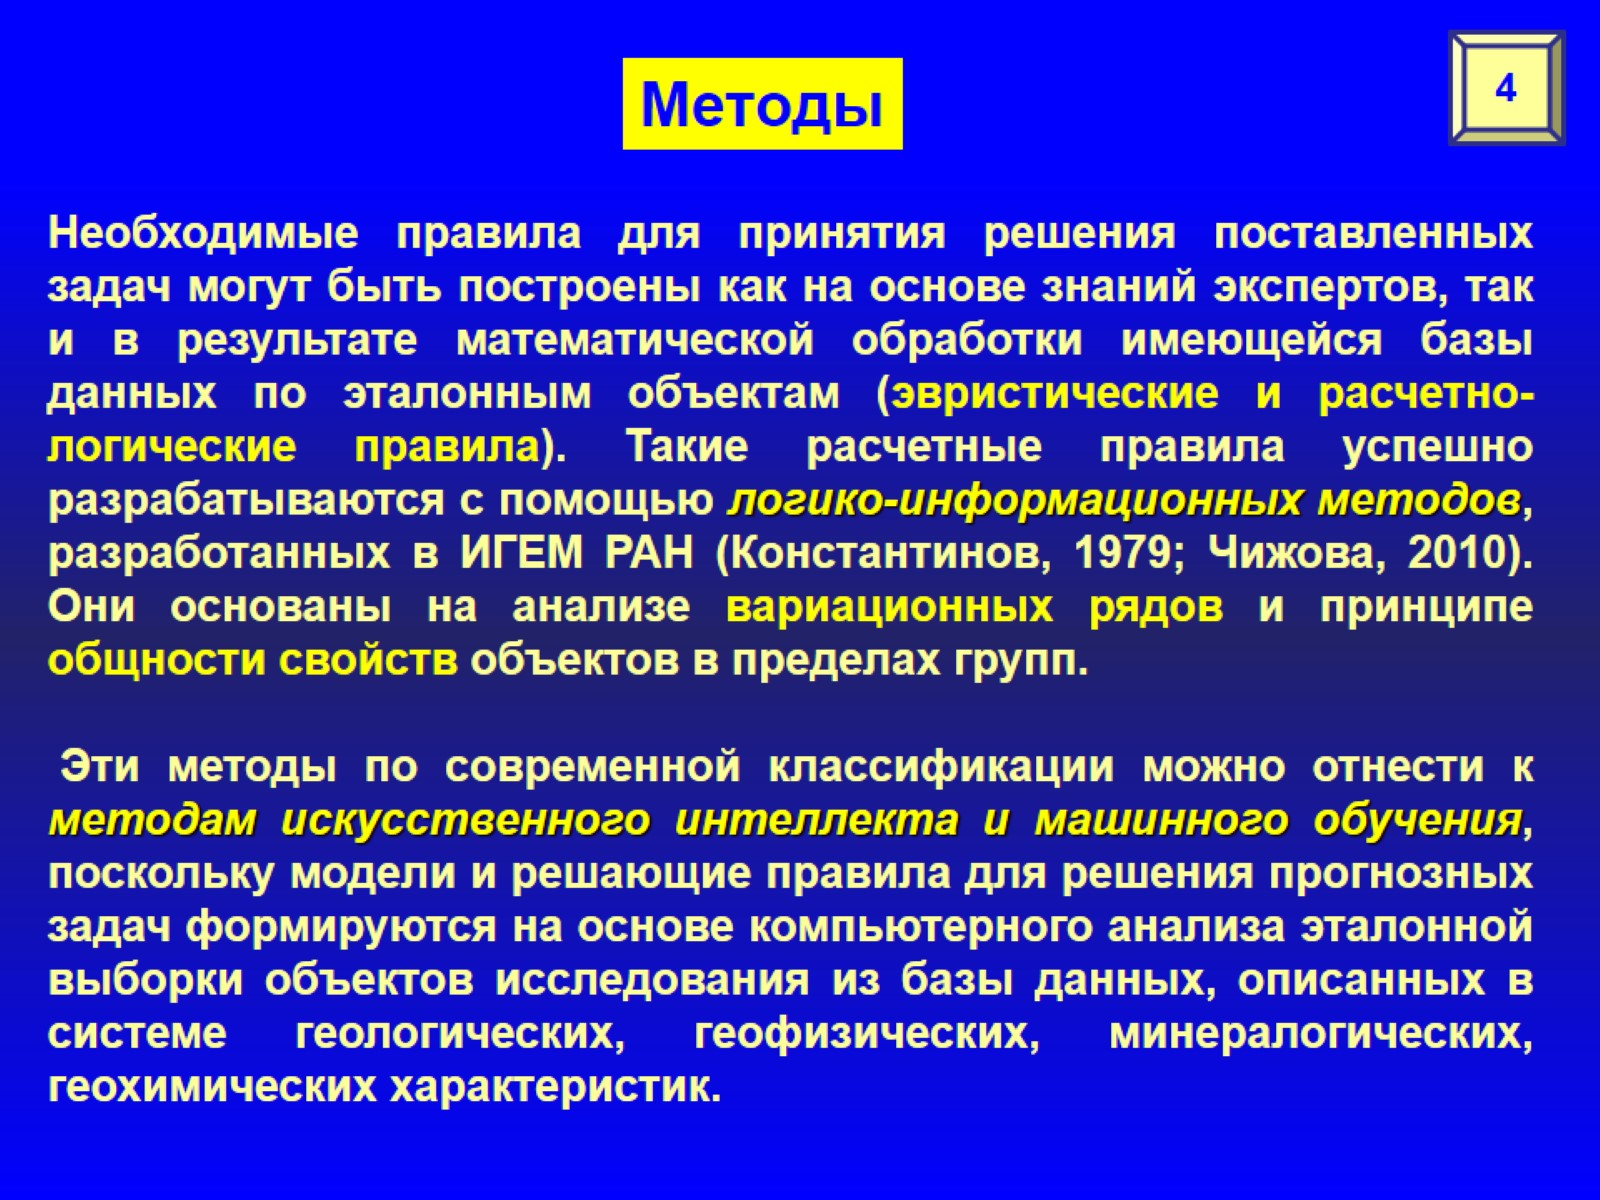 Методы
4
Необходимые правила для принятия решения поставленных
задач могут быть построены как на основе знаний экспертов, так
и в результате математической обработки имеющейся базы
данных по эталонным объектам (эвристические и расчетно-
логические правила). Такие расчетные правила успешно
разрабатываются с помощью логико-информационных методов,
разработанных в ИГЕМ РАН (Константинов, 1979; Чижова, 2010).
Они основаны на анализе вариационных рядов и принципе
общности свойств объектов в пределах групп.
Эти методы по современной классификации можно отнести к
методам искусственного интеллекта и машинного обучения,
поскольку модели и решающие правила для решения прогнозных
задач формируются на основе компьютерного анализа эталонной
выборки объектов исследования из базы данных, описанных в
системе геологических, геофизических, минералогических,
геохимических характеристик.